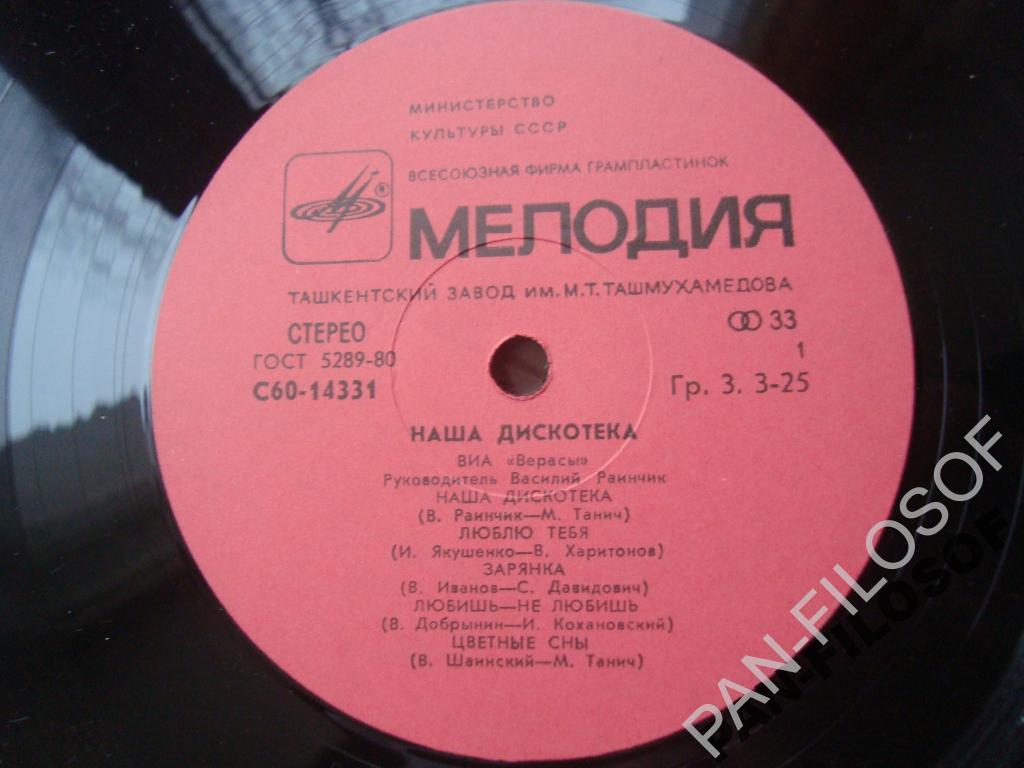 МИНИСТЕРСТВО
КУЛЬТУРЫ СССР
ВСЕСОЮЗНАЯ ФИРМА ГРАМПЛАСТИНОК
МЕЛОДИЯ
ТАШКЕНТСКИЙ ЗАВОД ИМ. М.Т. ТАШМУХАМЕДОВА
СТЕРЕО
33
ГОСТ 5289-80
1
С60-14331
Гр. 3. 3-25
НАША ДИСКОТЕКА
ВИА «Верасы»
Руководитель Василий Раинчик
НАША ДИСКОТЕКА
(В. Раинчик—М. Танич)
ЛЮБЛЮ ТЕБЯ
(И. Якушенко—В. Харитонов)
ЗАРЯНКА
(В. Иванов—С. Давидович)
ЛЮБИШЬ—НЕ ЛЮБИШЬ
(В. Добрынин—И. Кохановский)
ЦВЕТНЫЕ СНЫ
(В. Шаинский—М. Танич)
PAN-FILOSOF
PAN-FILOSOF